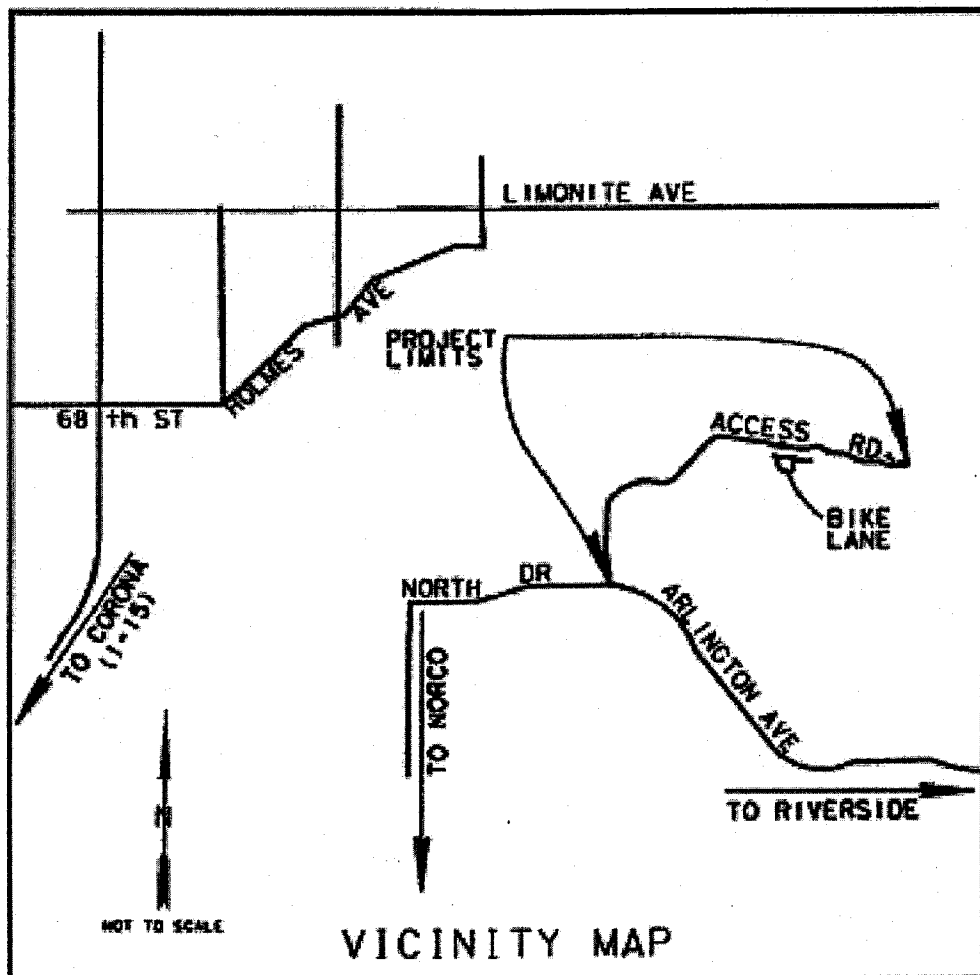 LIMONITE AVE
HOLMES AVE
PROJECT
LIMITS
68 th ST
ACCESS RD.
BIKE
LANE
NORTH DR
ARLINGTON AVE
TO CORONA
(I-15)
TO NORCO
TO RIVERSIDE
N
NOT TO SCALE
VICINITY MAP